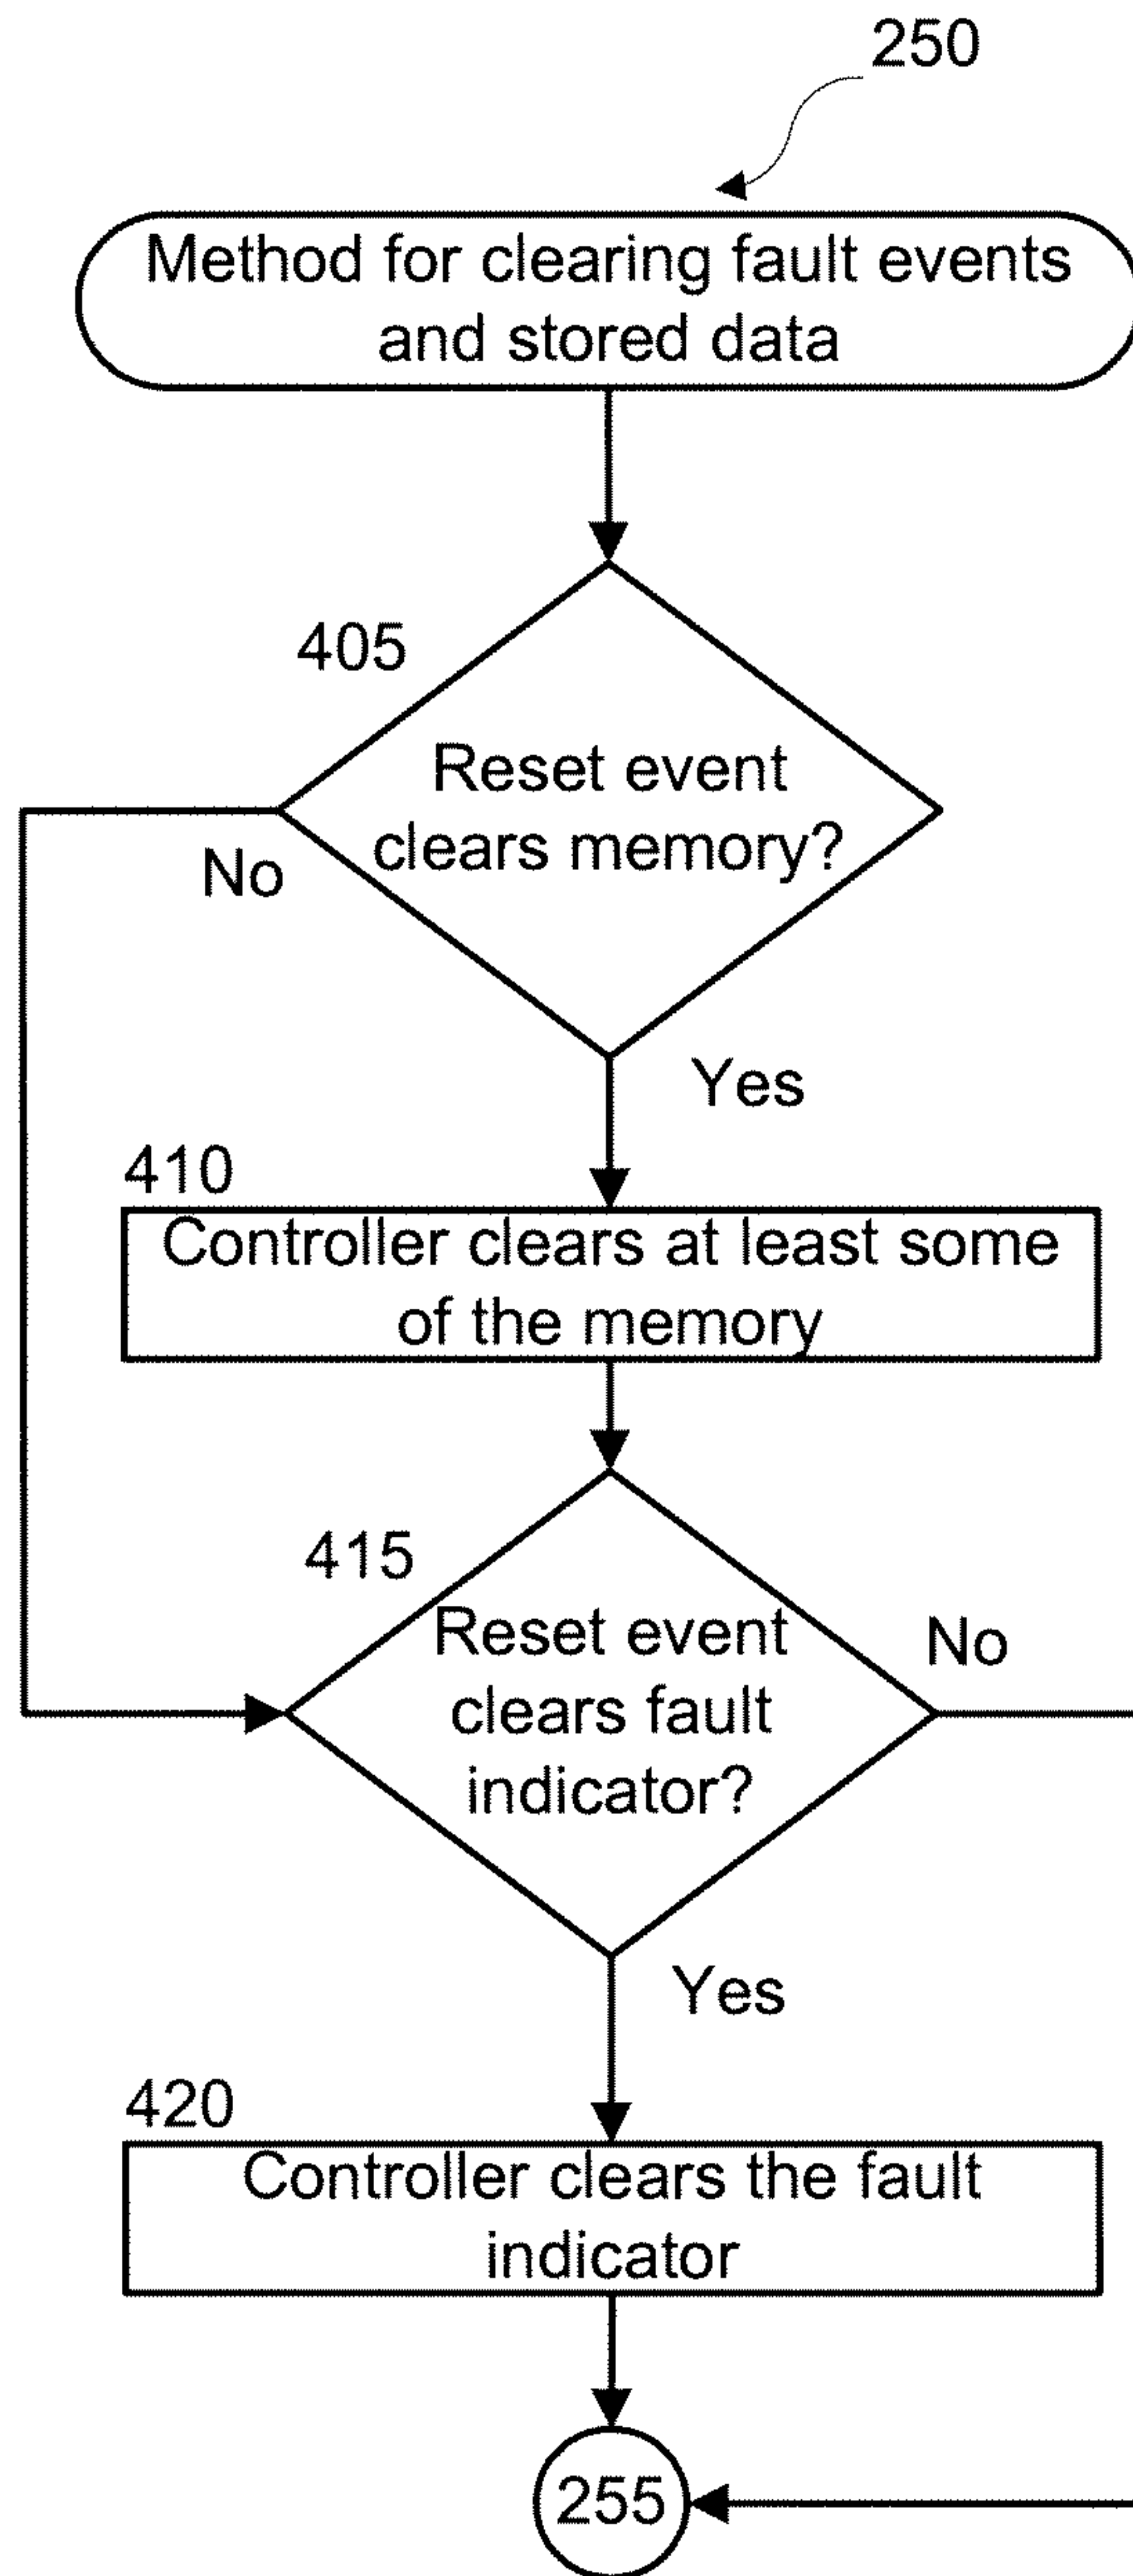 250
Method for clearing fault events
and stored data
405
Reset event
clears memory?
No
Yes
410
Controller clears at least some
of the memory
415
Reset event
clears fault
indicator?
No
Yes
420
Controller clears the fault
indicator
255